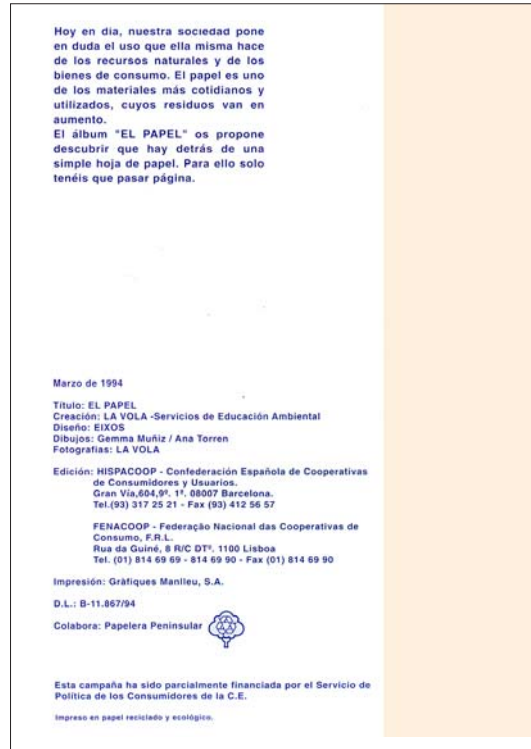 Hoy en día, nuestra sociedad pone
en duda el uso que ella misma hace
de los recursos naturales y de los
bienes de consumo. El papel es uno
de los materiales más cotidianos y
utilizados, cuyos residuos van en
aumento.
El álbum "EL PAPEL" os propone
descubrir que hay detrás de una
simple hoja de papel. Para ello solo
tenéis que pasar página.
Marzo de 1994
Título: EL PAPEL
Creación: LA VOLA -Servicios de Educación Ambiental
Diseño: EIXOS
Dibujos: Gemma Muñiz / Ana Torren
Fotografías: LA VOLA
Edición: HISPACOOP - Confederación Española de Cooperativas
de Consumidores y Usuarios.
Gran Vía,604,9º. 1ª. 08007 Barcelona.
Tel.(93) 317 25 21 - Fax (93) 412 56 57
FENACOOP - Federação Nacional das Cooperativas de
Consumo, F.R.L.
Rua da Guiné, 8 R/C DTº. 1100 Lisboa
Tel. (01) 814 69 69 - 814 69 90 - Fax (01) 814 69 90
Impresión: Gràfiques Manlleu, S.A.
D.L.: B-11.867/94
Colabora: Papelera Peninsular
Esta campaña ha sido parcialmente financiada por el Servicio de
Política de los Consumidores de la C.E.
Impreso en papel reciclado y ecológico.